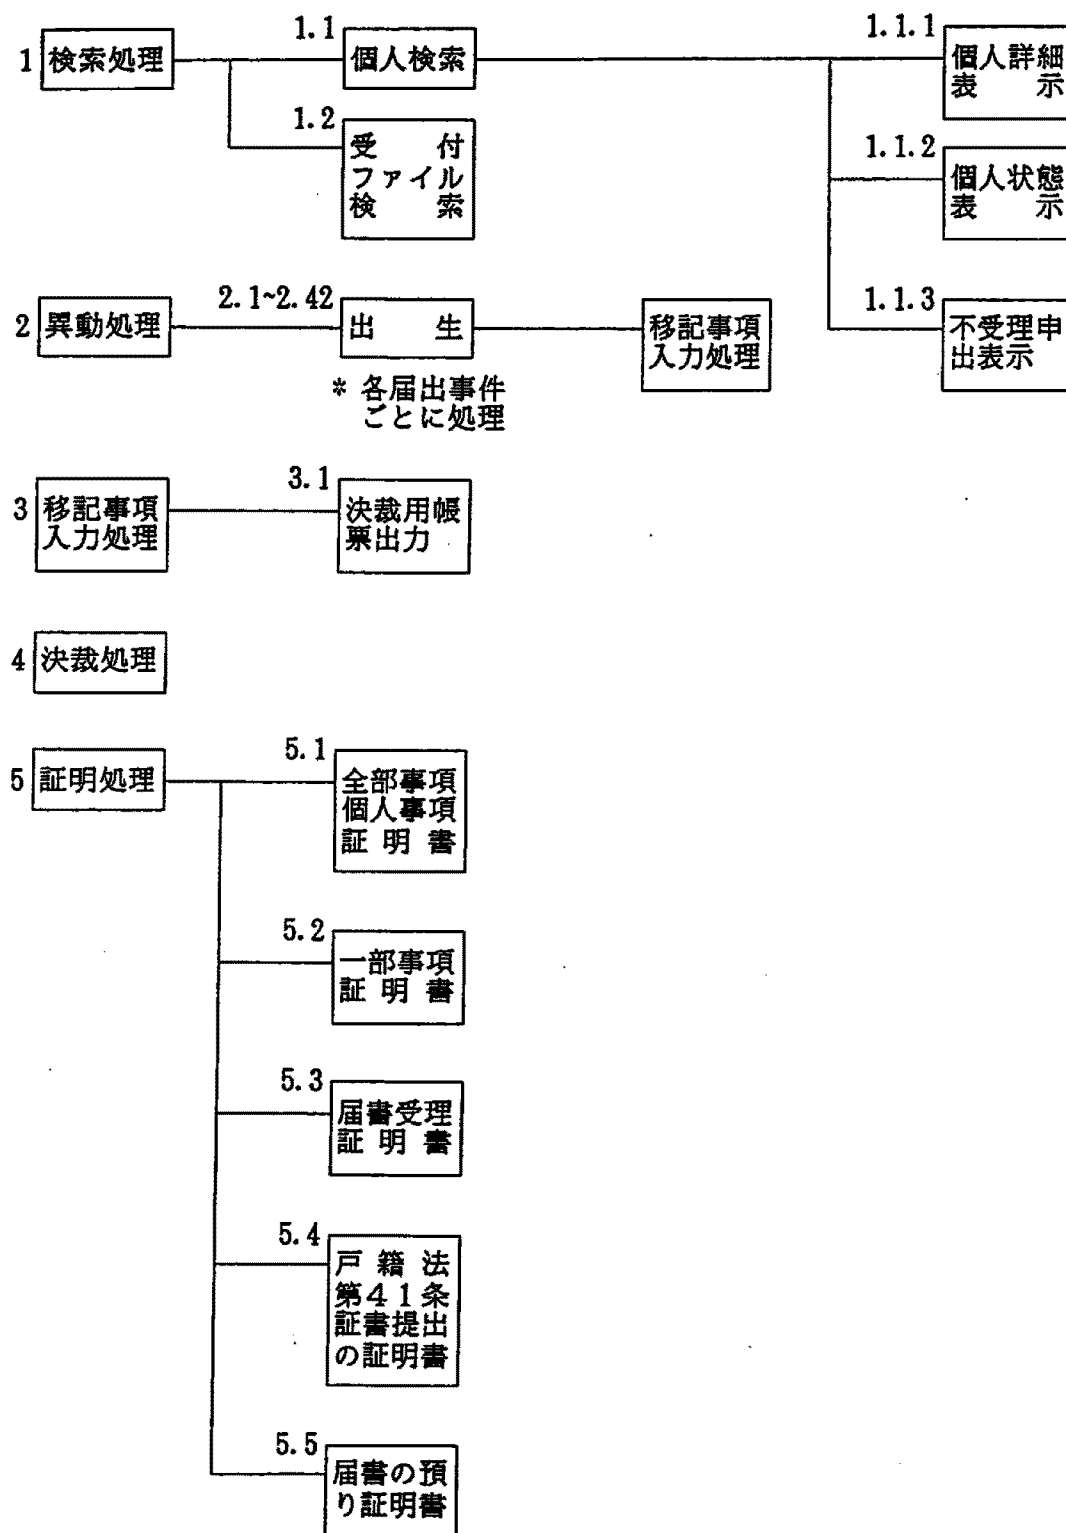 1 検索処理
1.1
個人検索
1.1.1
個人詳細
表示
1.2
受付
ファイル
検索
1.1.2
個人状態
表示
1.1.3
不受理申
出表示
2 異動処理
2.1~2.42
出生
移記事項
入力処理
* 各届出事件
ごとに処理
3 移記事項
入力処理
3.1
決裁用帳
票出力
4 決裁処理
5 証明処理
5.1
全部事項
個人事項
証明書
5.2
一部事項
証明書
5.3
届書受理
証明書
5.4
戸籍法
第41条
証書提出
の証明書
5.5
届書の預
り証明書